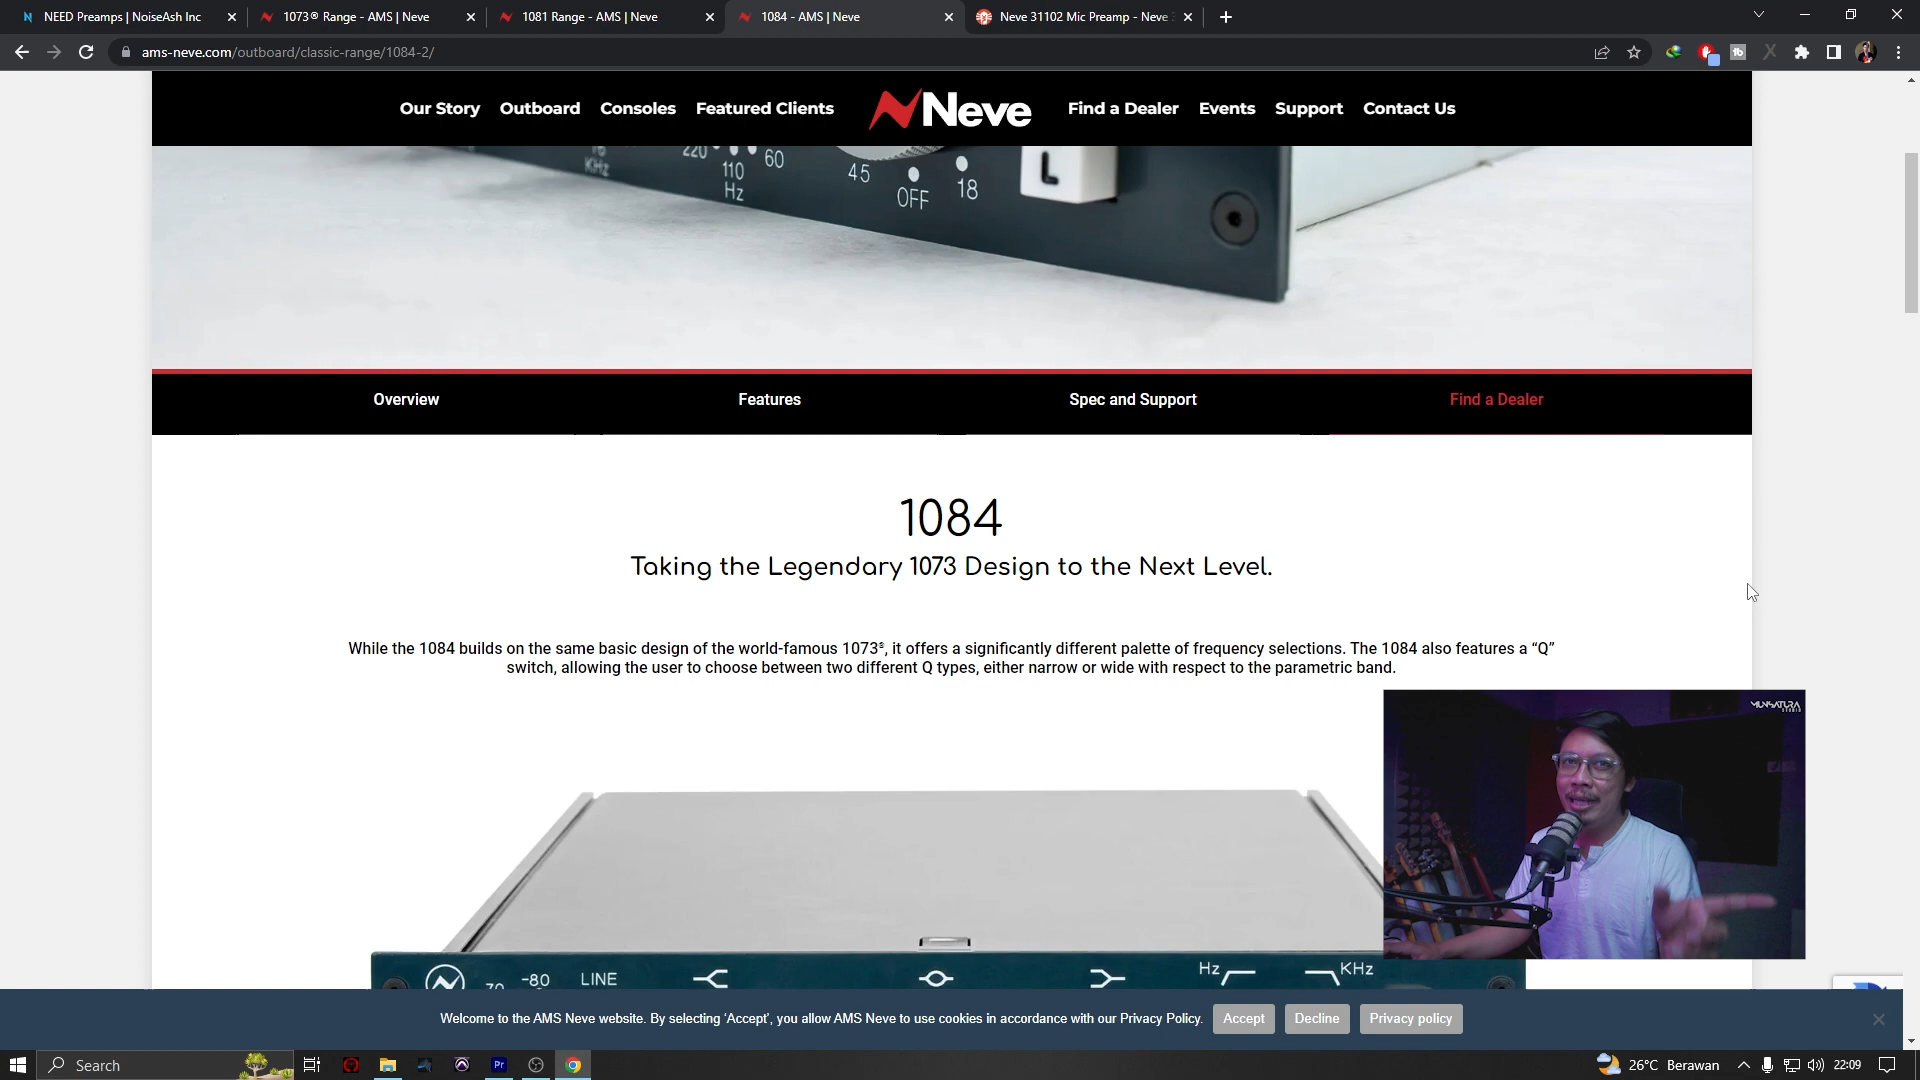 NEED Preamps | NoiseAsh Inc
1073® Range - AMS | Neve
1081 Range - AMS | Neve
1084 - AMS | Neve
Neve 31102 Mic Preamp - Neve
ams-neve.com/outboard/classic-range/1084-2/
Our Story
Outboard
Consoles
Featured Clients
Neve
Find a Dealer
Events
Support
Contact Us
KHz
220
110
Hz
60
45
OFF
18
L
Overview
Features
Spec and Support
Find a Dealer
1084
Taking the Legendary 1073 Design to the Next Level.
While the 1084 builds on the same basic design of the world-famous 1073®, it offers a significantly different palette of frequency selections. The 1084 also features a “Q”
switch, allowing the user to choose between two different Q types, either narrow or wide with respect to the parametric band.
MUNSATURA
STUDIO
-80
LINE
Hz
KHz
Welcome to the AMS Neve website. By selecting 'Accept', you allow AMS Neve to use cookies in accordance with our Privacy Policy.
Accept
Decline
Privacy policy
Search
Pr
26°C Berawan
22:09